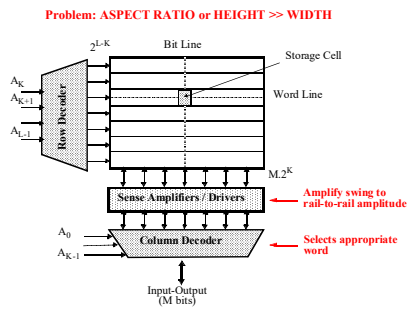 Problem: ASPECT RATIO or HEIGHT >> WIDTH
2^L-K
Bit Line
Storage Cell
Word Line
A_K
A_K+1
A_L-1
Row Decoder
M.2^K
Sense Amplifiers / Drivers
Amplify swing to
rail-to-rail amplitude
A_0
A_K-1
Column Decoder
Selects appropriate
word
Input-Output
(M bits)